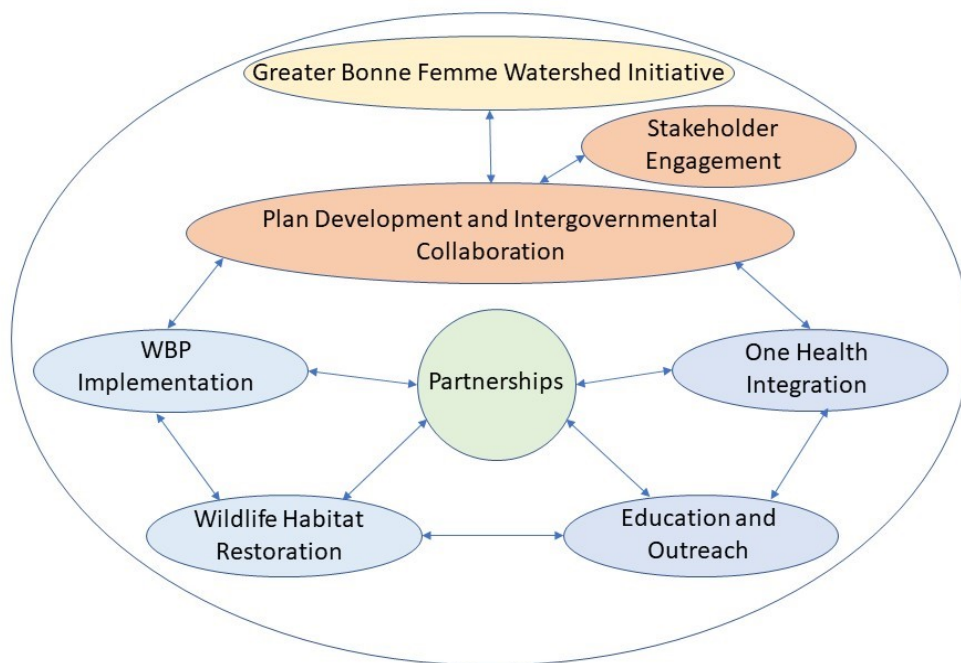 Greater Bonne Femme Watershed Initiative
Stakeholder
Engagement
Plan Development and Intergovernmental
Collaboration
WBP
Implementation
Partnerships
One Health
Integration
Wildlife Habitat
Restoration
Education and
Outreach